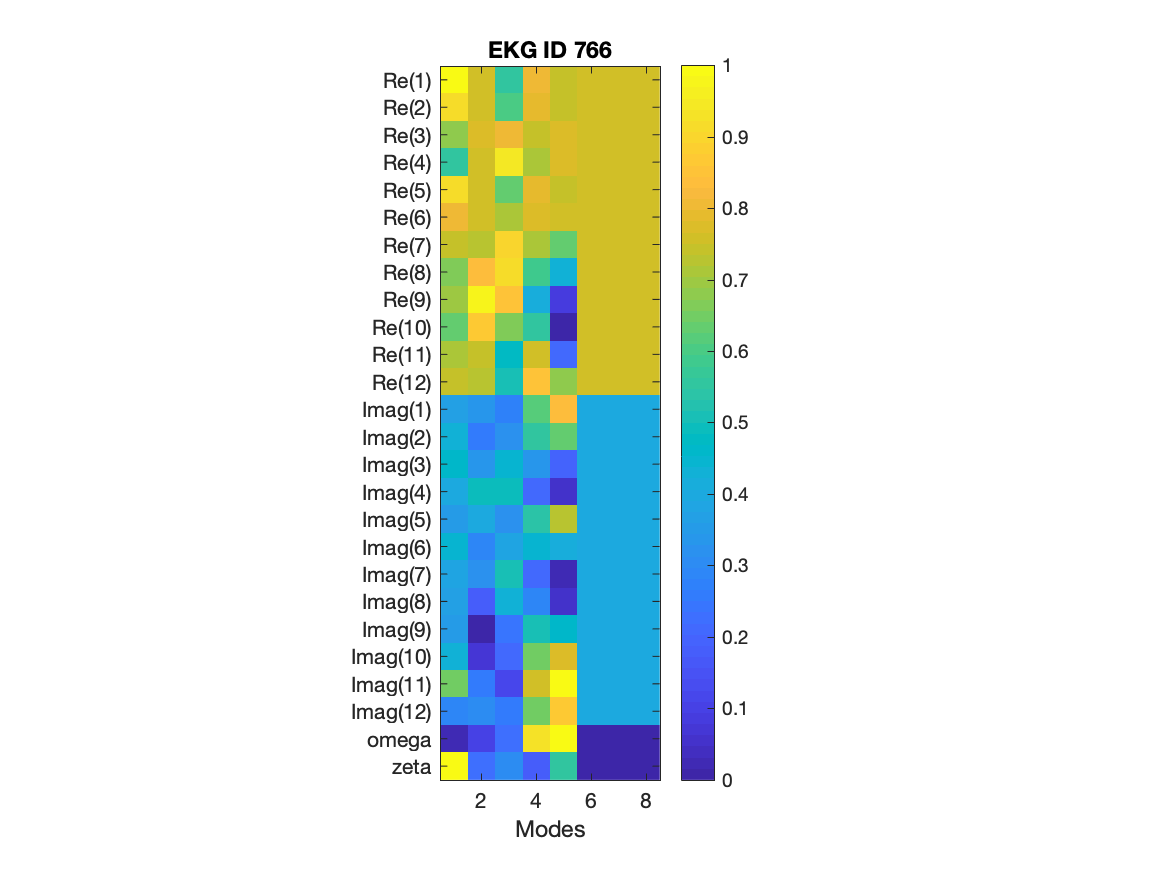 EKG ID 766
Re(1)
Re(2)
Re(3)
Re(4)
Re(5)
Re(6)
Re(7)
Re(8)
Re(9)
Re(10)
Re(11)
Re(12)
Imag(1)
Imag(2)
Imag(3)
Imag(4)
Imag(5)
Imag(6)
Imag(7)
Imag(8)
Imag(9)
Imag(10)
Imag(11)
Imag(12)
omega
zeta
2 4 6 8
Modes
1
0.9
0.8
0.7
0.6
0.5
0.4
0.3
0.2
0.1
0